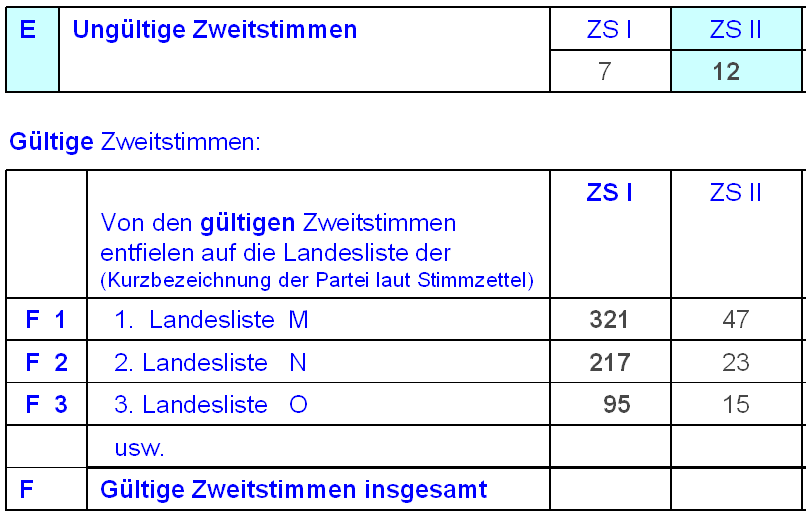 E Ungültige Zweitstimmen ZS I ZS II
7 12
Gültige Zweitstimmen:
ZS I ZS II
Von den gültigen Zweitstimmen
entfielen auf die Landesliste der
(Kurzbezeichnung der Partei laut Stimmzettel)
F 1 1. Landesliste M 321 47
F 2 2. Landesliste N 217 23
F 3 3. Landesliste O 95 15
usw.
F Gültige Zweitstimmen insgesamt